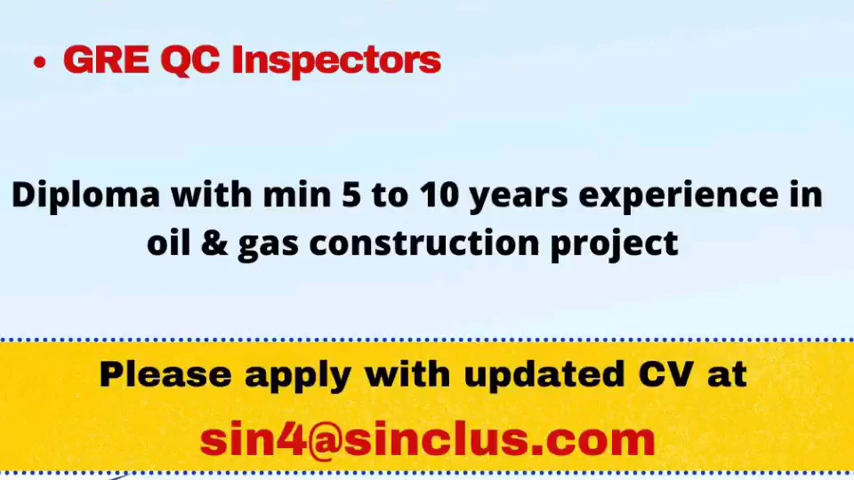 • GRE QC Inspectors
Diploma with min 5 to 10 years experience in
oil & gas construction project
Please apply with updated CV at
sin4@sinclus.com